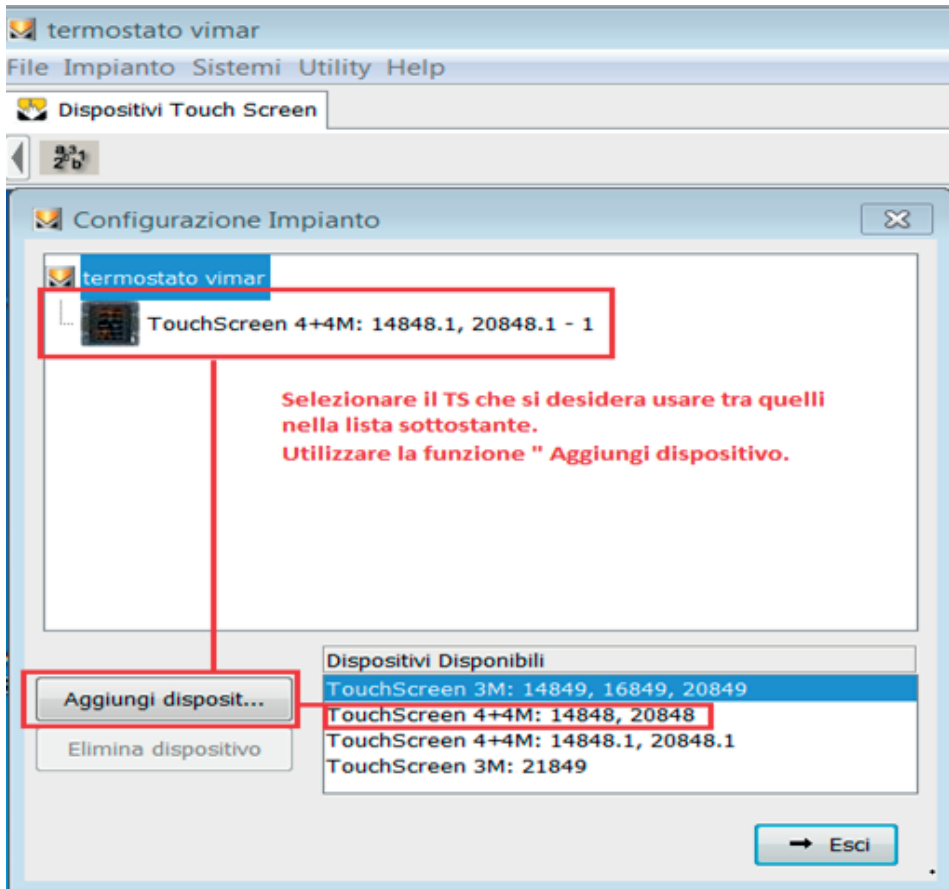 termostato vimar
File Impianto Sistemi Utility Help
Dispositivi Touch Screen
Configurazione Impianto
termostato vimar
TouchScreen 4+4M: 14848.1, 20848.1 - 1
Selezionare il TS che si desidera usare tra quelli
nella lista sottostante.
Utilizzare la funzione " Aggiungi dispositivo.
Dispositivi Disponibili
Aggiungi disposit...
TouchScreen 3M: 14849, 16849, 20849
TouchScreen 4+4M: 14848, 20848
TouchScreen 4+4M: 14848.1, 20848.1
Elimina dispositivo
TouchScreen 3M: 21849
Esci